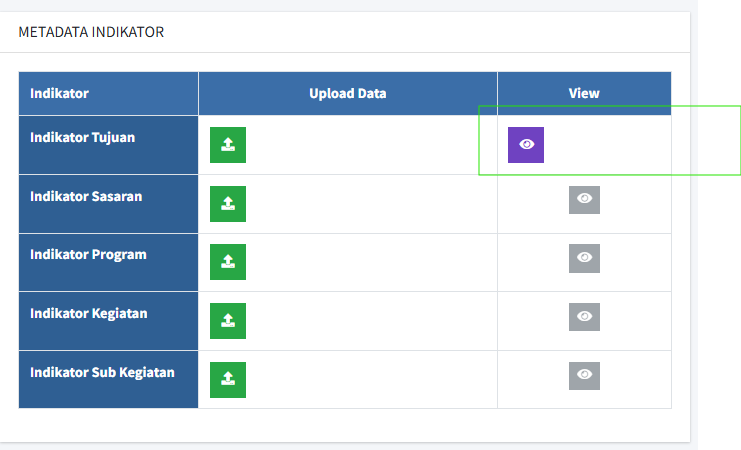 METADATA INDIKATOR
Indikator Upload Data View
Indikator Tujuan
Indikator Sasaran
Indikator Program
Indikator Kegiatan
Indikator Sub Kegiatan